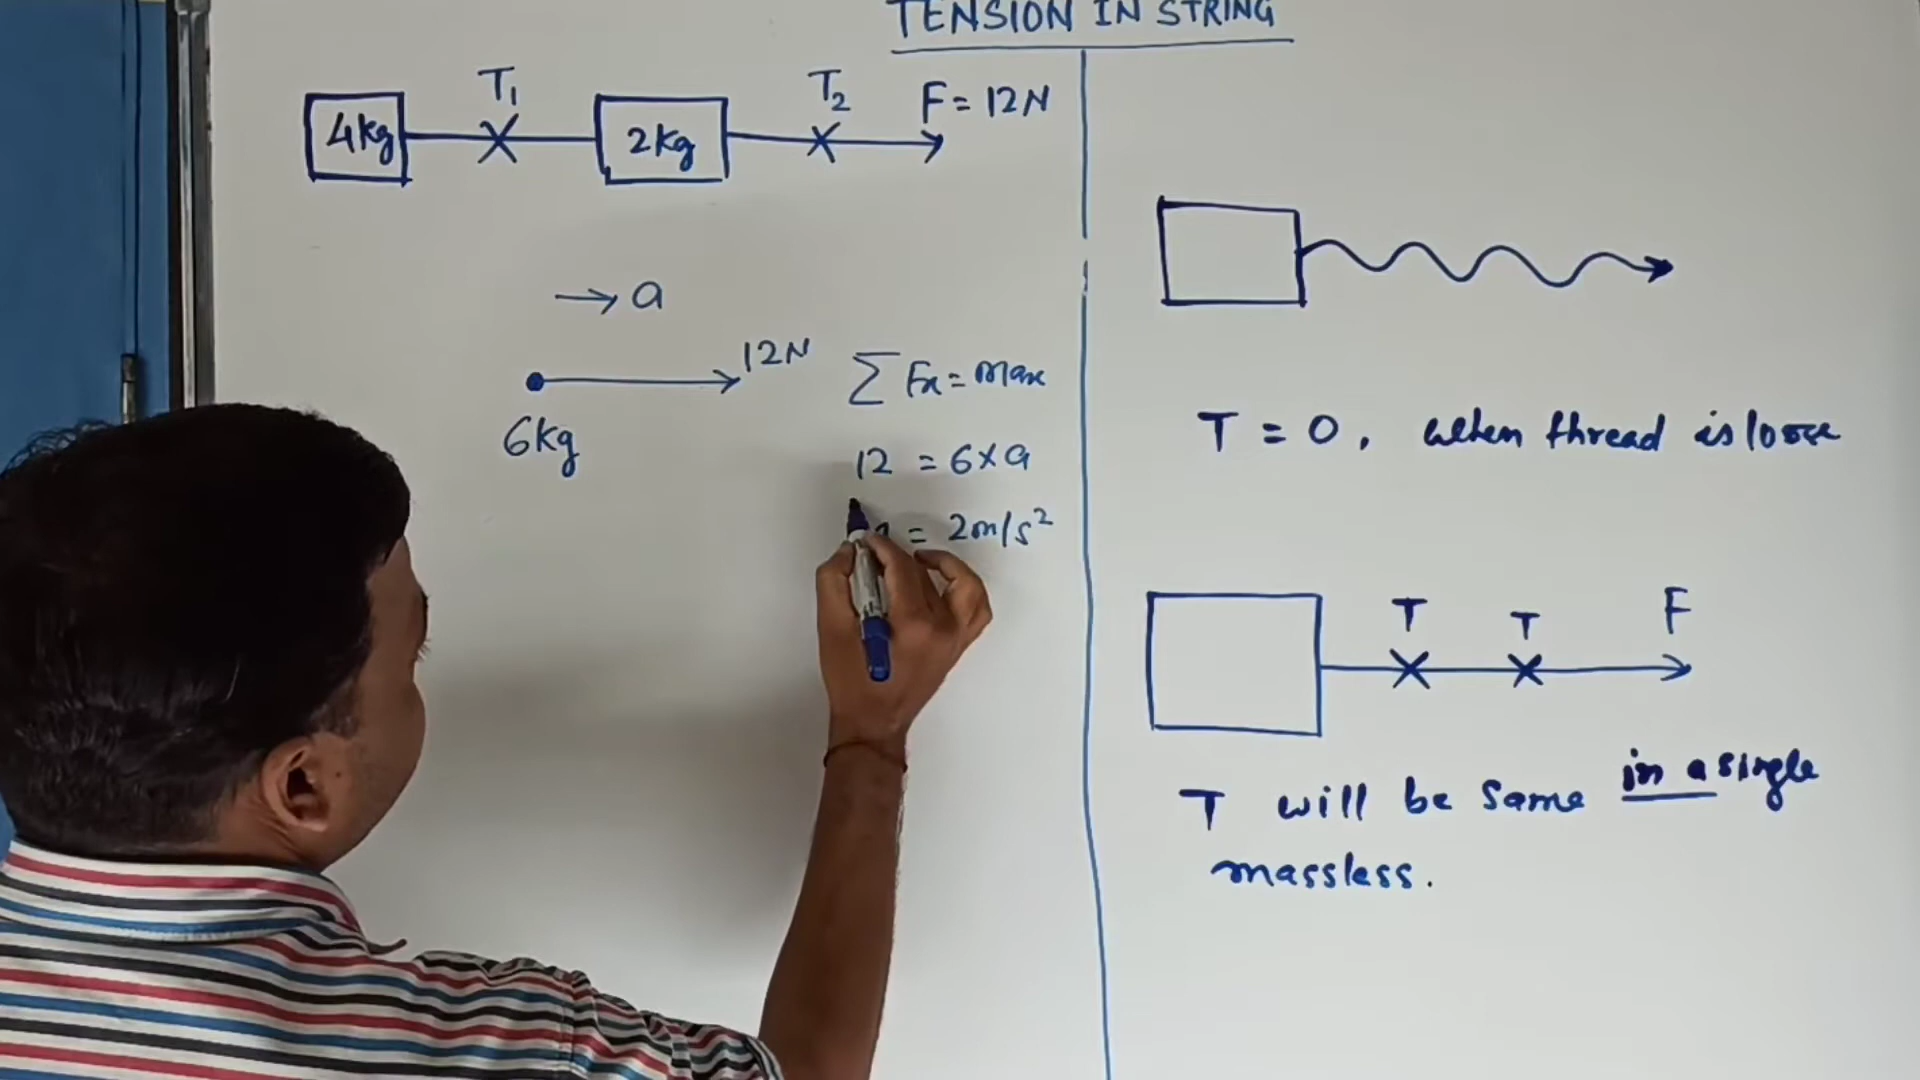 TENSION IN STRING
T₁ T₂ F = 12N
4kg 2kg
→ a
12N
6kg
∑ Fx = max
12 = 6 × a
a = 2m/s²
T = 0, when thread is loose
T T F
T will be same in a single
massless.